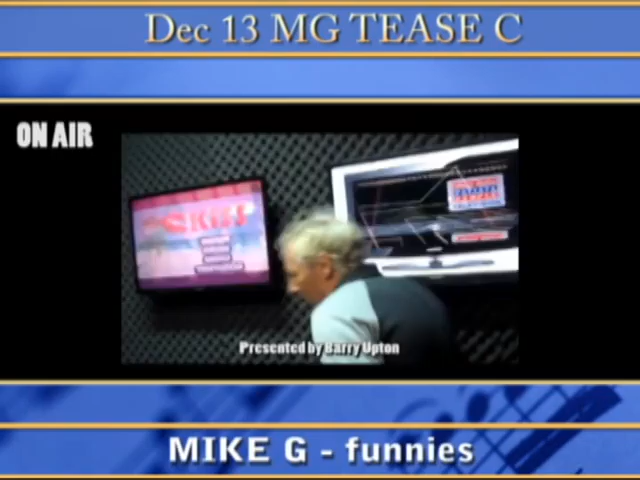 Dec 13 MG TEASE C
ON AIR
Presented by Barry Upton
MIKE G - funnies